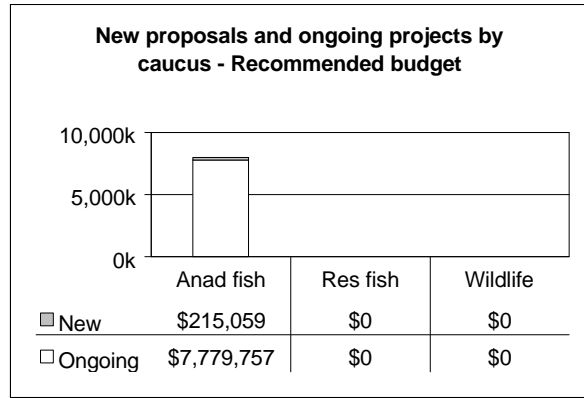 New proposals and ongoing projects by
caucus - Recommended budget
10,000k
5,000k
0k
Anad fish Res fish Wildlife
New $215,059 $0 $0
Ongoing $7,779,757 $0 $0